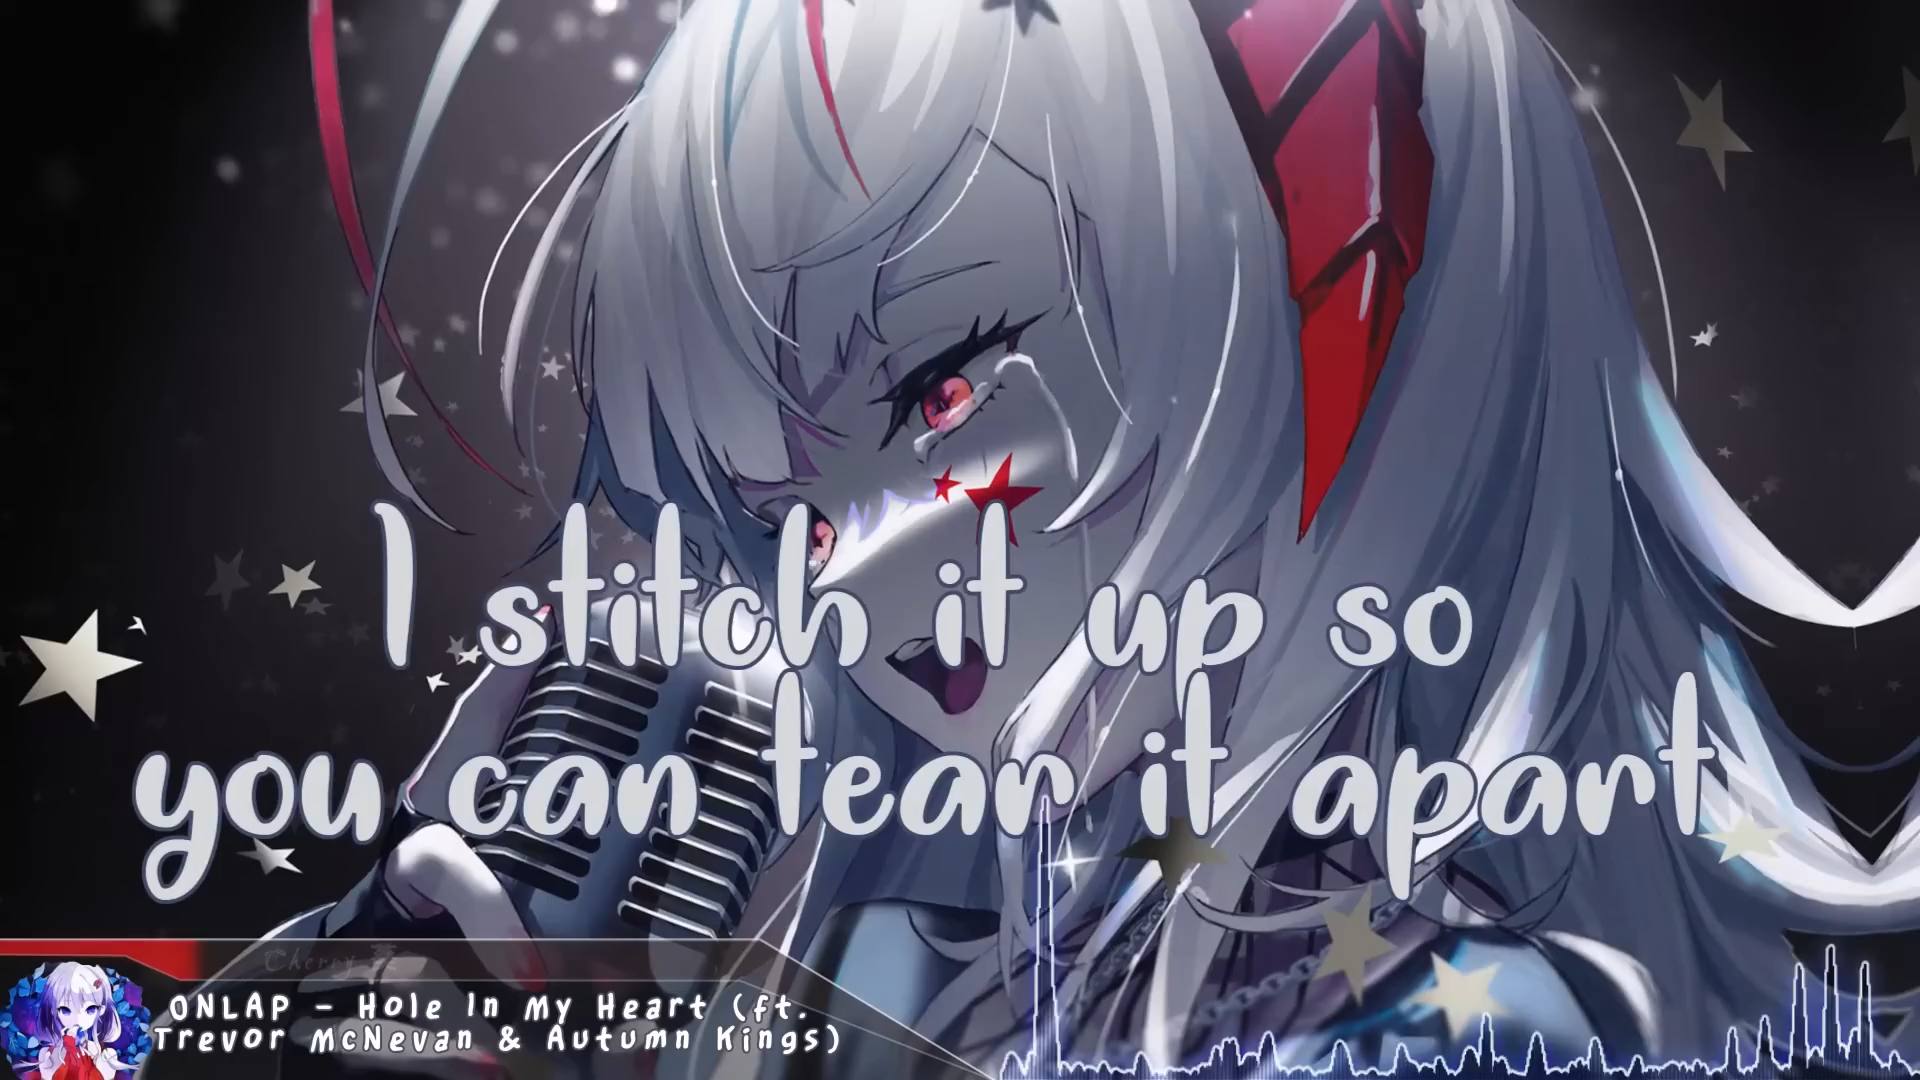 I stitch it up so
you can tear it apart
Cherry
ONLAP - Hole In My Heart (ft.
Trevor McNevan & Autumn Kings)